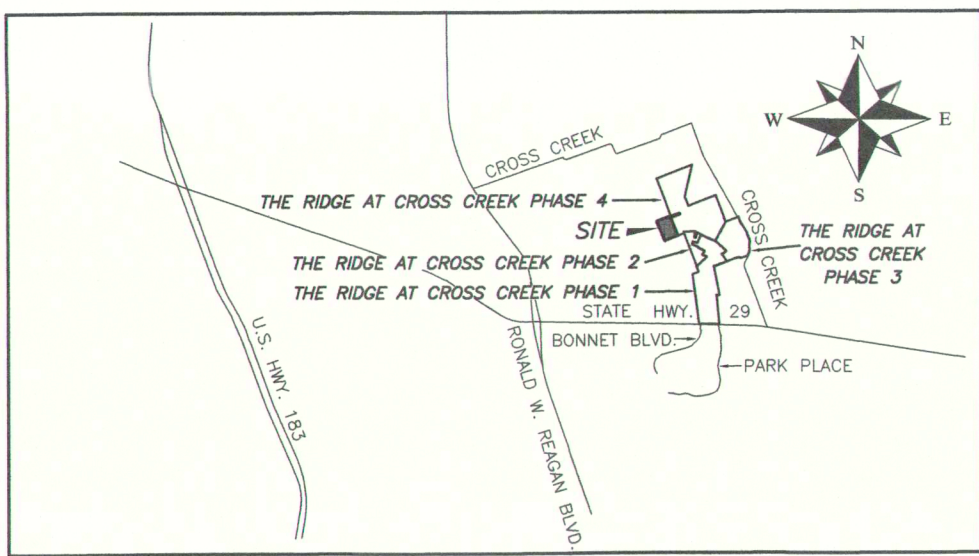 N
W E
S
CROSS CREEK
THE RIDGE AT CROSS CREEK PHASE 4
SITE
CROSS CREEK
THE RIDGE AT
CROSS CREEK
PHASE 3
THE RIDGE AT CROSS CREEK PHASE 2
THE RIDGE AT CROSS CREEK PHASE 1
STATE HWY. 29
BONNET BLVD.
PARK PLACE
U.S. HWY. 183
RONALD W. REAGAN BLVD.